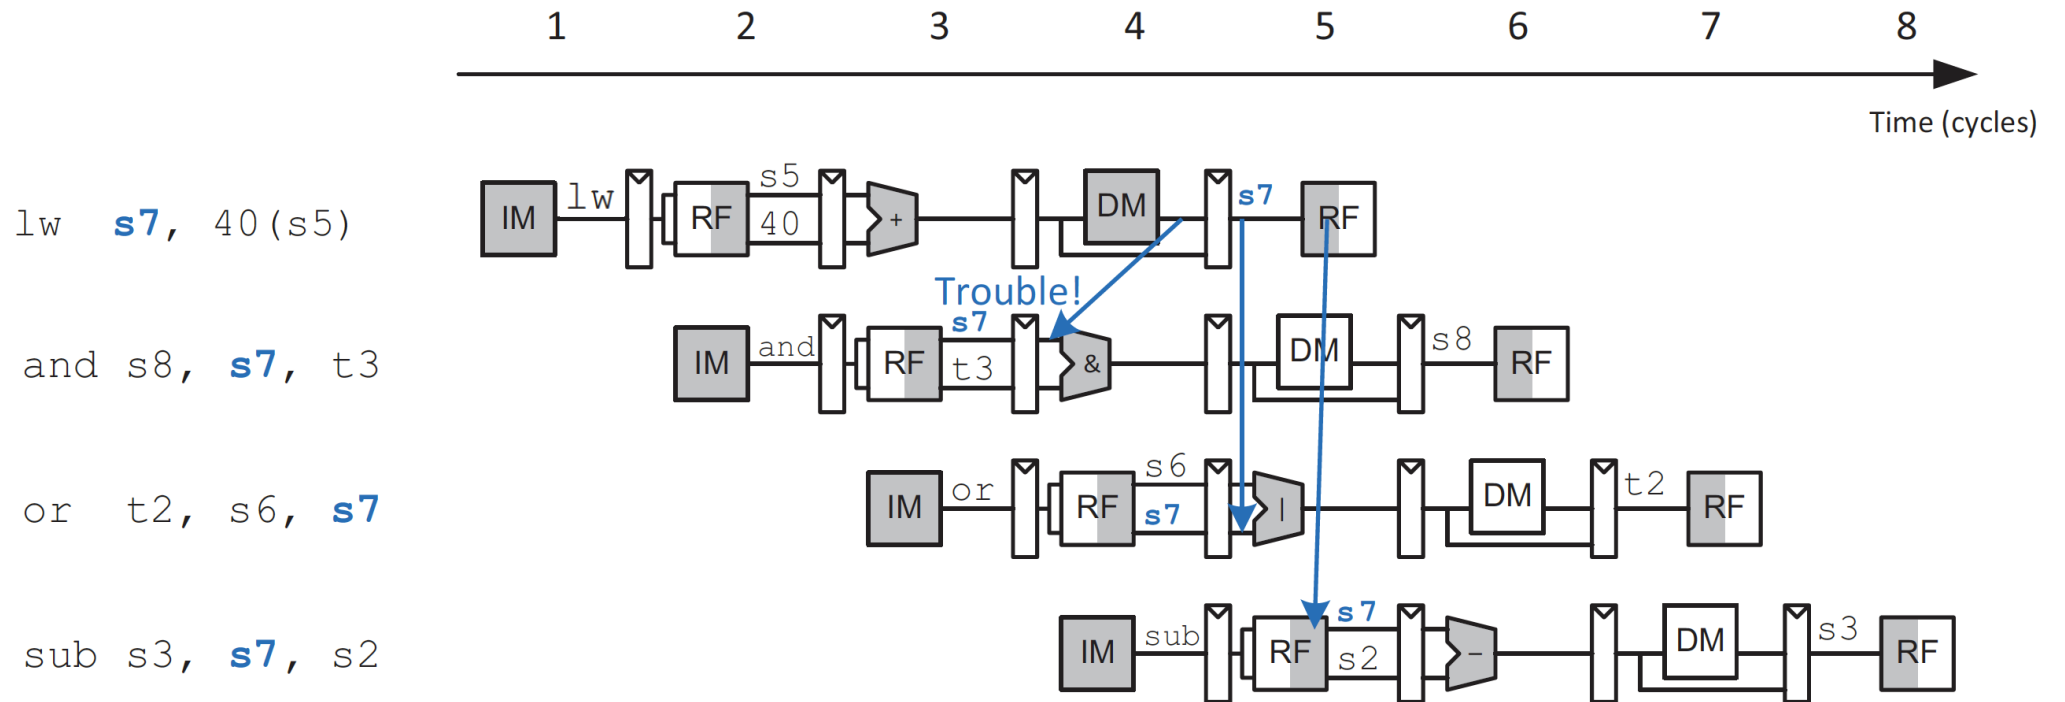 1 2 3 4 5 6 7 8
Time (cycles)
lw s7, 40(s5) IM lw RF s5 40 + DM s7 RF
Trouble!
and s8, s7, t3 IM and RF s7 t3 & DM s8 RF
or t2, s6, s7 IM or RF s6 s7 | DM t2 RF
sub s3, s7, s2 IM sub RF s7 s2 - DM s3 RF